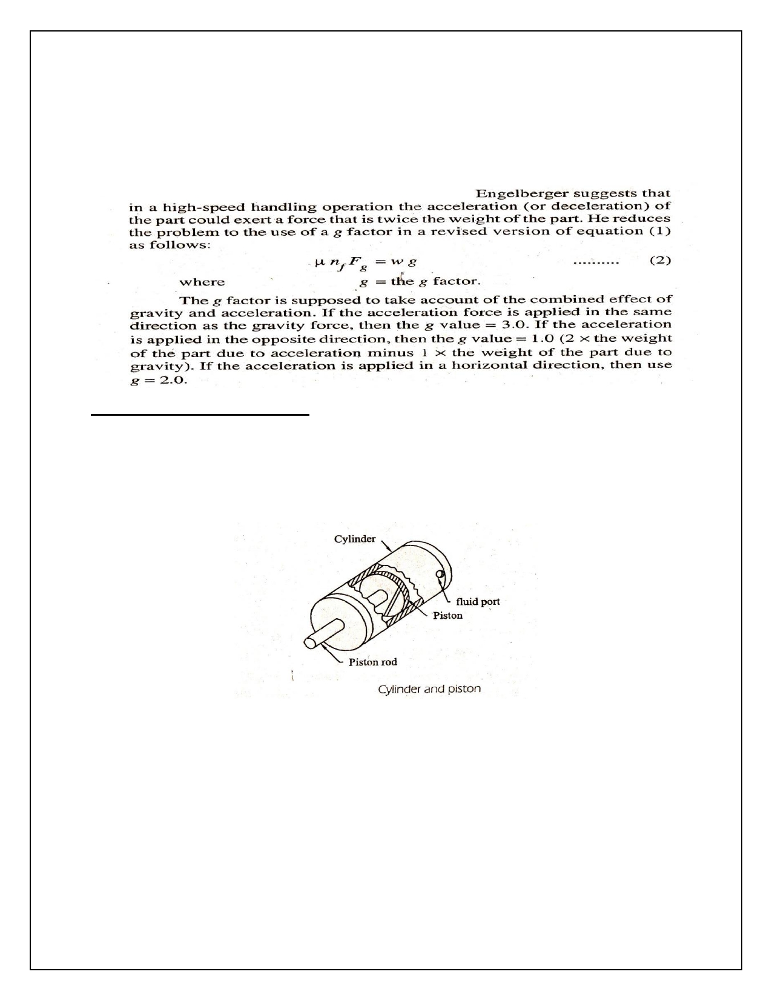 Engelberger suggests that
in a high-speed handling operation the acceleration (or deceleration) of
the part could exert a force that is twice the weight of the part. He reduces
the problem to the use of a g factor in a revised version of equation (1)
as follows:
μ n_f F_g = w g .......... (2)
where g = the g factor.
The g factor is supposed to take account of the combined effect of
gravity and acceleration. If the acceleration force is applied in the same
direction as the gravity force, then the g value = 3.0. If the acceleration
is applied in the opposite direction, then the g value = 1.0 (2 × the weight
of the part due to acceleration minus 1 × the weight of the part due to
gravity). If the acceleration is applied in a horizontal direction, then use
g = 2.0.
Cylinder
fluid port
Piston
Piston rod
Cylinder and piston